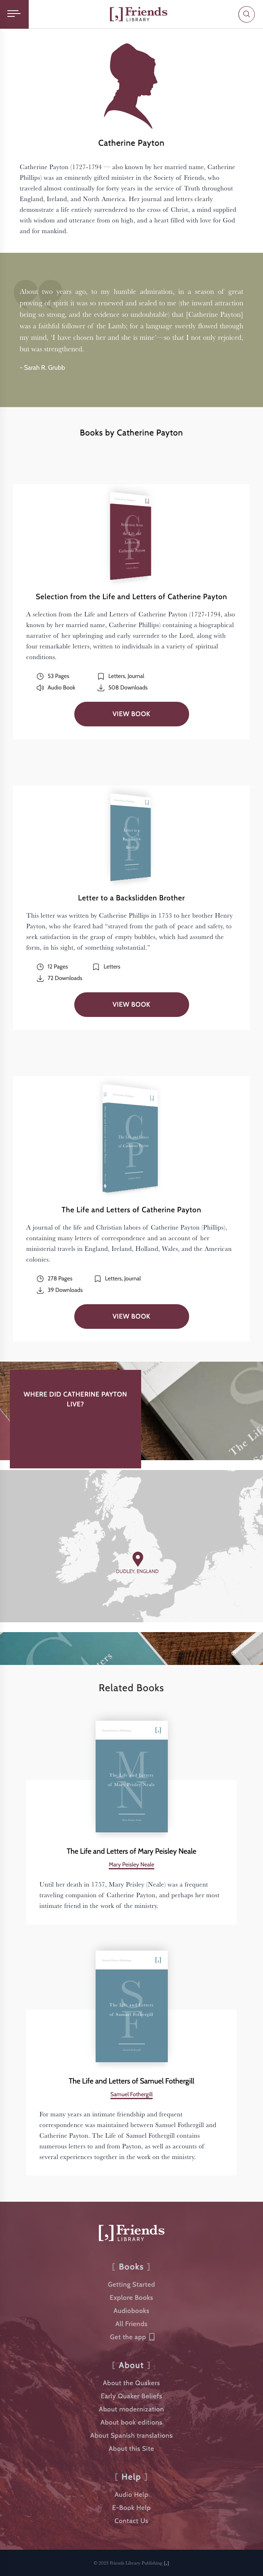 [,] Friends
LIBRARY
Catherine Payton
Catherine Payton (1727-1794 — also known by her married name, Catherine
Phillips) was an eminently gifted minister in the Society of Friends, who
traveled almost continually for forty years in the service of Truth throughout
England, Ireland, and North America. Her journal and letters clearly
demonstrate a life entirely surrendered to the cross of Christ, a mind supplied
with wisdom and utterance from on high, and a heart filled with love for God
and for mankind.
About two years ago, to my humble admiration, in a season of great
proving of spirit it was so renewed and sealed to me (the inward attraction
being so strong, and the evidence so undoubtable) that [Catherine Payton]
was a faithful follower of the Lamb; for a language sweetly flowed through
my mind, ‘I have chosen her and she is mine’—so that I not only rejoiced,
but was strengthened.
- Sarah R. Grubb
Books by Catherine Payton
[,]
Selection from
the Life and
Letters of
Catherine Payton
Selection from the Life and Letters of Catherine Payton
A selection from the Life and Letters of Catherine Payton (1727-1794, also
known by her married name, Catherine Phillips) containing a biographical
narrative of her upbringing and early surrender to the Lord, along with
four remarkable letters, written to individuals in a variety of spiritual
conditions.
53 Pages
Letters, Journal
Audio Book
508 Downloads
VIEW BOOK
[,]
Letter to a
Backslidden
Brother
Letter to a Backslidden Brother
This letter was written by Catherine Phillips in 1753 to her brother Henry
Payton, who she feared had “strayed from the path of peace and safety, to
seek satisfaction in the grasp of empty bubbles, which had assumed the
form, in his sight, of something substantial.”
12 Pages
Letters
72 Downloads
VIEW BOOK
[,]
The Life and Letters
of Catherine Payton
The Life and Letters of Catherine Payton
A journal of the life and Christian labors of Catherine Payton (Phillips),
containing many letters of correspondence and an account of her
ministerial travels in England, Ireland, Holland, Wales, and the American
colonies.
278 Pages
Letters, Journal
39 Downloads
VIEW BOOK
WHERE DID CATHERINE PAYTON
LIVE?
The Life
DUDLEY, ENGLAND
Related Books
[,]
MN
The Life and Letters
of Mary Peisley Neale
The Life and Letters of Mary Peisley Neale
Mary Peisley Neale
Until her death in 1757, Mary Peisley (Neale) was a frequent
traveling companion of Catherine Payton, and perhaps her most
intimate friend in the work of the ministry.
[,]
SF
The Life and Letters
of Samuel Fothergill
The Life and Letters of Samuel Fothergill
Samuel Fothergill
For many years an intimate friendship and frequent
correspondence was maintained between Samuel Fothergill and
Catherine Payton. The Life of Samuel Fothergill contains
numerous letters to and from Payton, as well as accounts of
several experiences together in the work on the ministry.
[,] Friends
LIBRARY
[ Books ]
Getting Started
Explore Books
Audiobooks
All Friends
Get the app
[ About ]
About the Quakers
Early Quaker Beliefs
About modernization
About book editions
About Spanish translations
About this Site
[ Help ]
Audio Help
E-Book Help
Contact Us
© 2023 Friends Library Publishing [,]